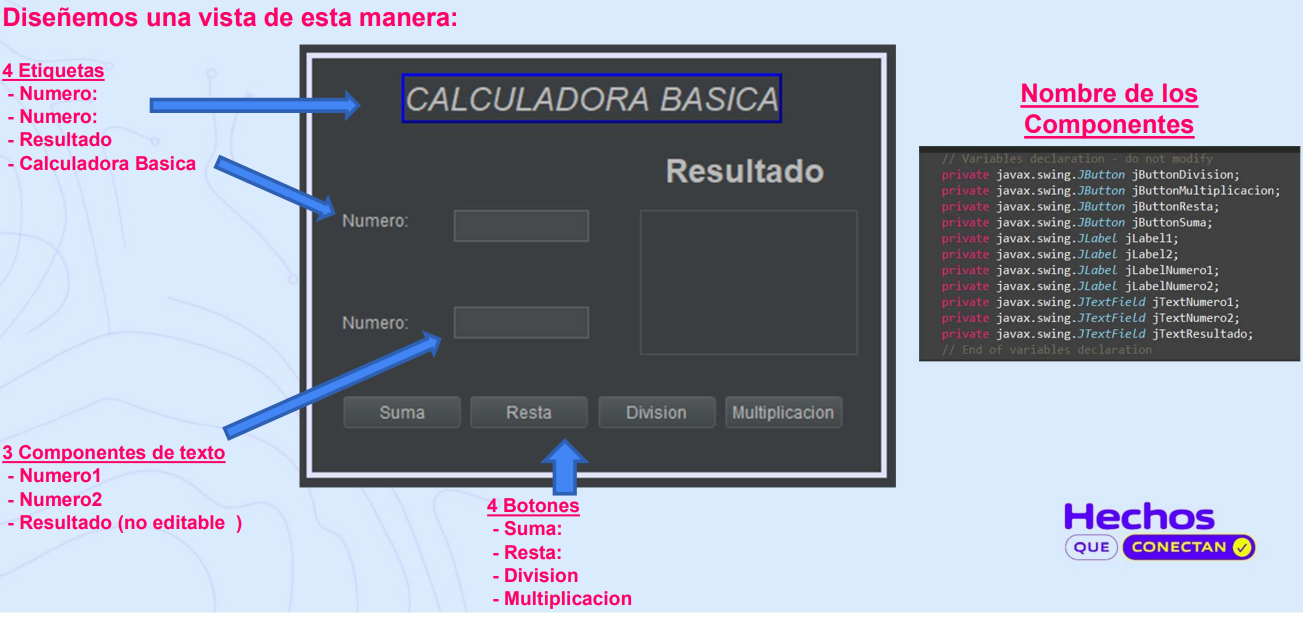 Diseñemos una vista de esta manera:
4 Etiquetas
- Numero:
- Numero:
- Resultado
- Calculadora Basica
CALCULADORA BASICA
Resultado
Numero:
Numero:
Suma
Resta
Division
Multiplicacion
3 Componentes de texto
- Numero1
- Numero2
- Resultado (no editable )
4 Botones
- Suma:
- Resta:
- Division
- Multiplicacion
Nombre de los
Componentes
// Variables declaration - do not modify
private javax.swing.JButton jButtonDivision;
private javax.swing.JButton jButtonMultiplicacion;
private javax.swing.JButton jButtonResta;
private javax.swing.JButton jButtonSuma;
private javax.swing.JLabel jLabel1;
private javax.swing.JLabel jLabel2;
private javax.swing.JLabel jLabelNumero1;
private javax.swing.JLabel jLabelNumero2;
private javax.swing.JTextField jTextNumero1;
private javax.swing.JTextField jTextNumero2;
private javax.swing.JTextField jTextResultado;
// End of variables declaration
Hechos
QUE CONECTAN